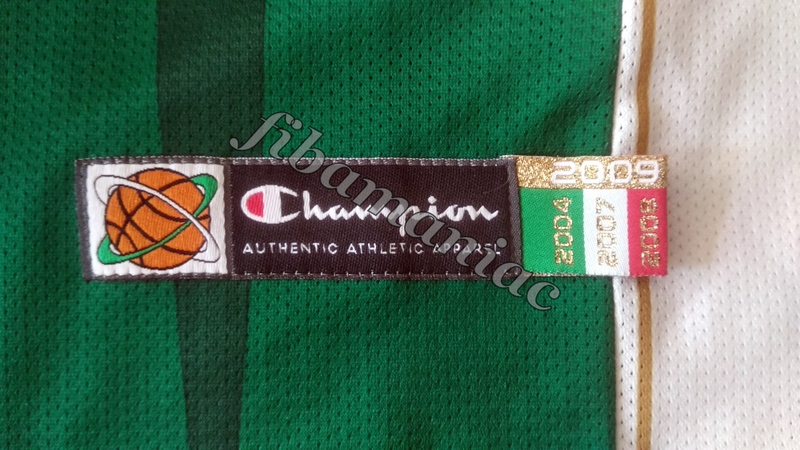 fibamaniac
Champion
AUTHENTIC ATHLETIC APPAREL
2009
2004
2007
2008